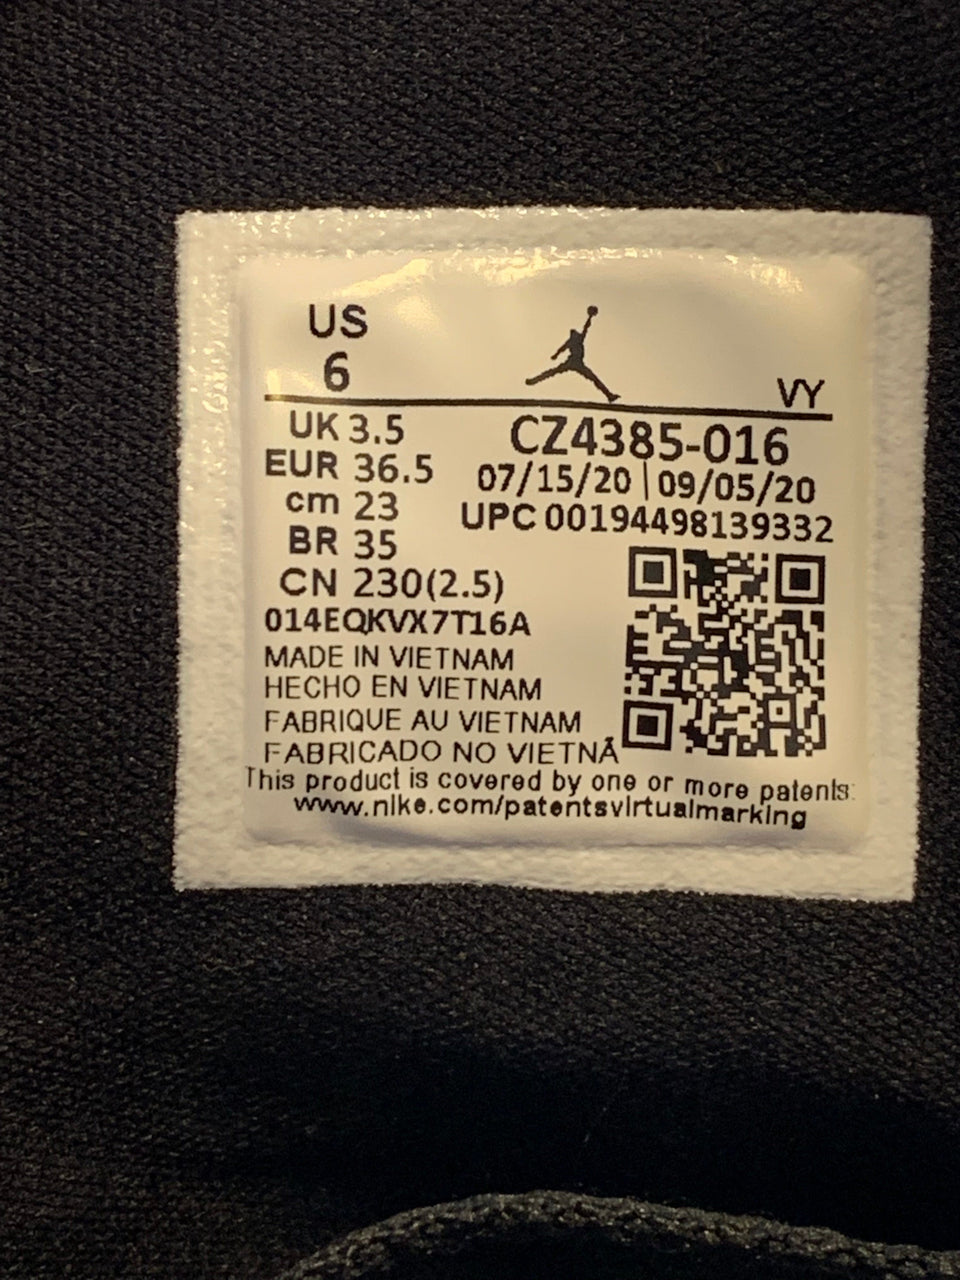 US
6
VY
UK 3.5
CZ4385-016
EUR 36.5
07/15/20 | 09/05/20
cm 23
UPC 00194498139332
BR 35
CN 230(2.5)
014EQKVX7T16A
MADE IN VIETNAM
HECHO EN VIETNAM
FABRIQUE AU VIETNAM
FABRICADO NO VIETNÃ
This product is covered by one or more patents:
www.nike.com/patentsvirtualmarking